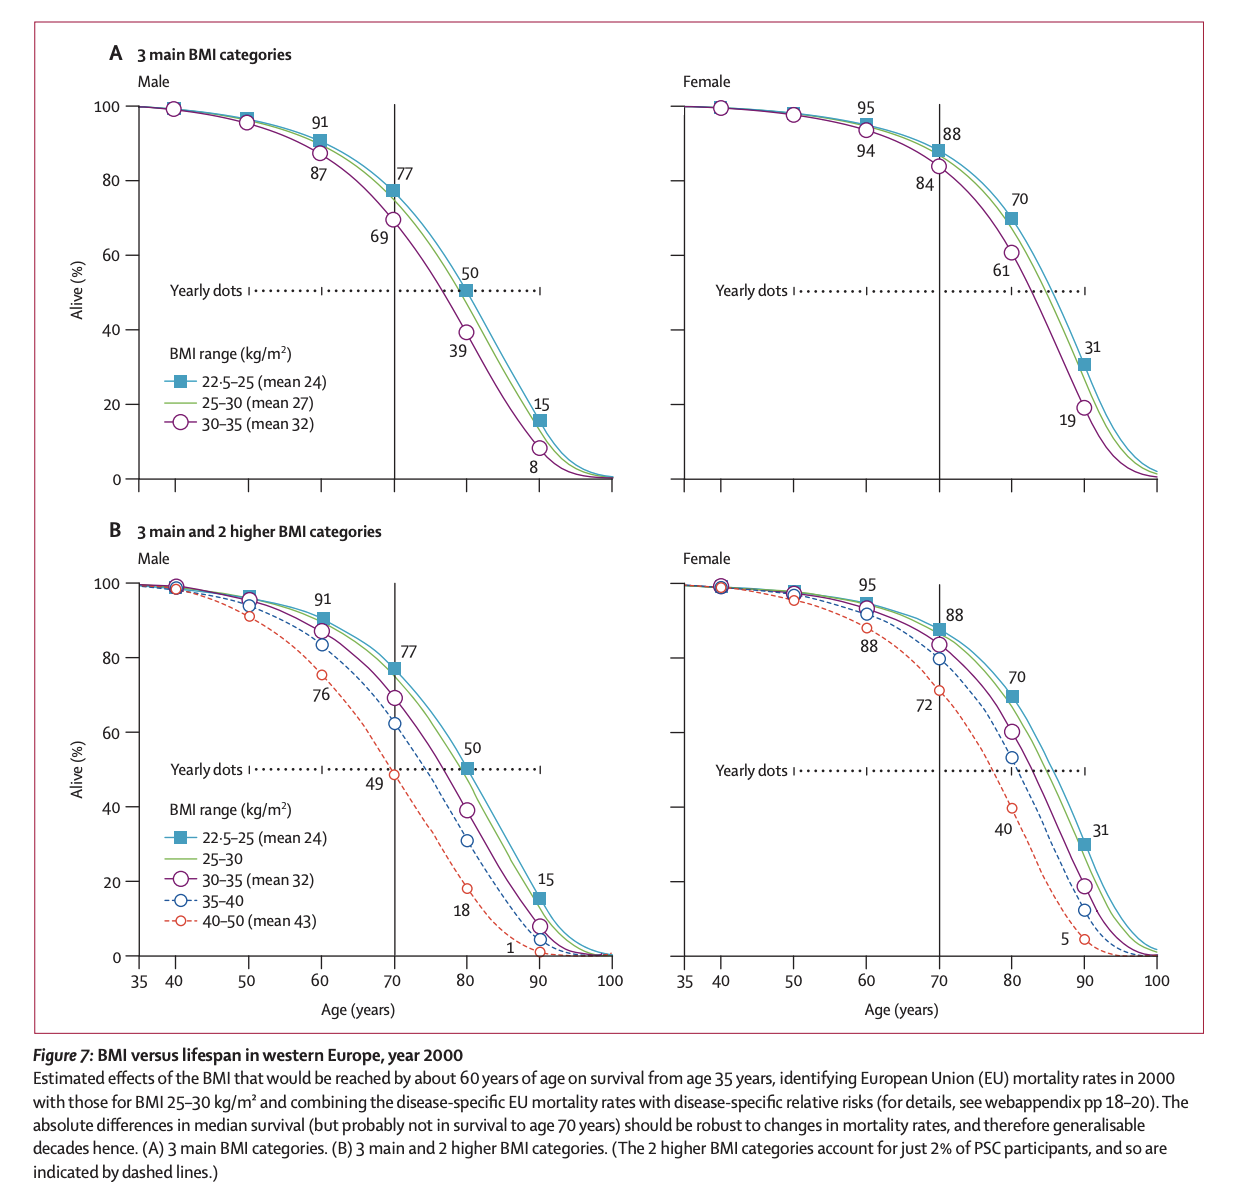 A 3 main BMI categories
Male
Female
Alive (%)
100
80
60
40
20
0
91
87
77
69
50
39
15
8
Yearly dots
BMI range (kg/m²)
22·5–25 (mean 24)
25–30 (mean 27)
30–35 (mean 32)
95
94
88
84
70
61
31
19
Yearly dots
B 3 main and 2 higher BMI categories
Male
Female
Alive (%)
100
80
60
40
20
0
91
76
77
49
50
18
15
1
Yearly dots
BMI range (kg/m²)
22·5–25 (mean 24)
25–30
30–35 (mean 32)
35–40
40–50 (mean 43)
35 40 50 60 70 80 90 100
Age (years)
95
88
88
72
70
40
31
5
Yearly dots
35 40 50 60 70 80 90 100
Age (years)
Figure 7: BMI versus lifespan in western Europe, year 2000
Estimated effects of the BMI that would be reached by about 60 years of age on survival from age 35 years, identifying European Union (EU) mortality rates in 2000
with those for BMI 25–30 kg/m² and combining the disease-specific EU mortality rates with disease-specific relative risks (for details, see webappendix pp 18–20). The
absolute differences in median survival (but probably not in survival to age 70 years) should be robust to changes in mortality rates, and therefore generalisable
decades hence. (A) 3 main BMI categories. (B) 3 main and 2 higher BMI categories. (The 2 higher BMI categories account for just 2% of PSC participants, and so are
indicated by dashed lines.)